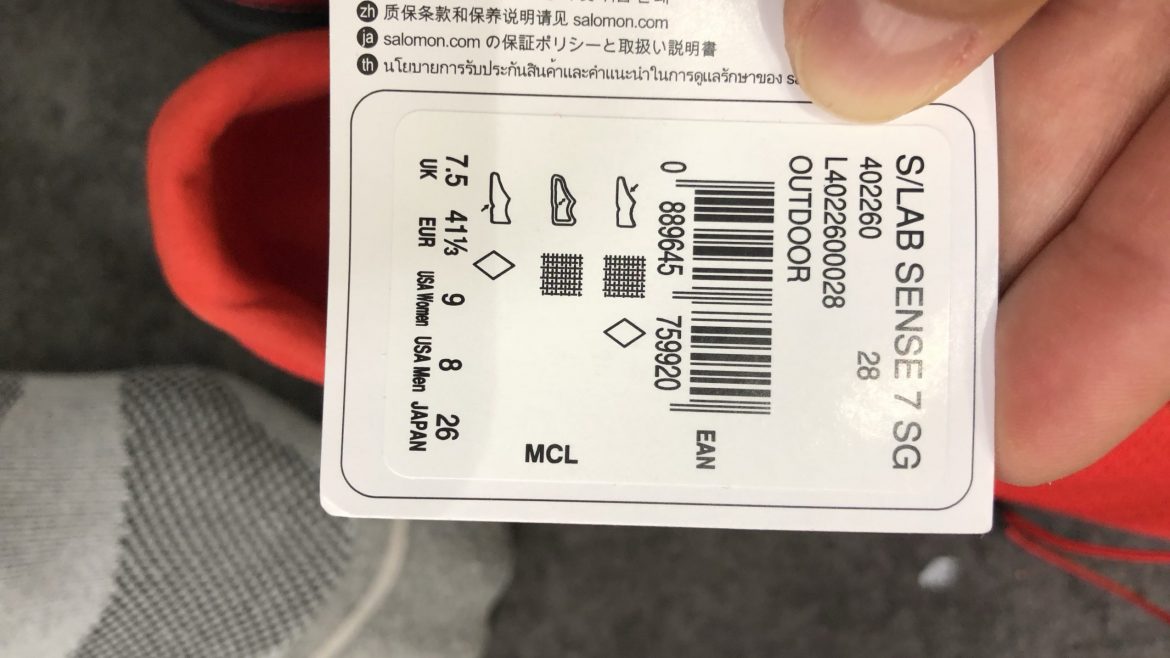 zh 质保条款和保养说明请见 salomon.com
ja salomon.com の保証ポリシーと取扱い説明書
th นโยบายการรับประกันสินค้าและคำแนะนำในการดูแลรักษาของ
S/LAB SENSE 7 SG
402260 28
L4022600028
OUTDOOR
0 889645 759920
EAN
MCL
7.5 41⅓ 9 8 26
UK EUR USA Women USA Men JAPAN